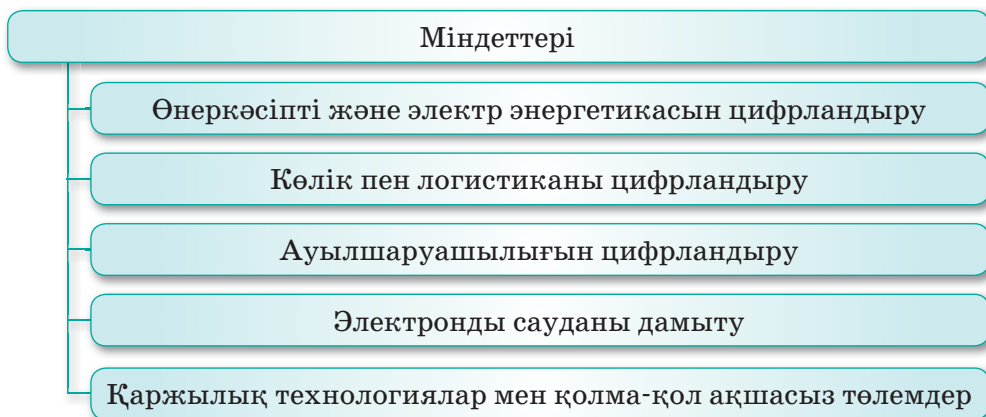 Міндеттері
Өнеркәсіпті және электр энергетикасын цифрландыру
Көлік пен логистиканы цифрландыру
Ауылшаруашылығын цифрландыру
Электронды сауданы дамыту
Қаржылық технологиялар мен қолма-қол ақшасыз төлемдер